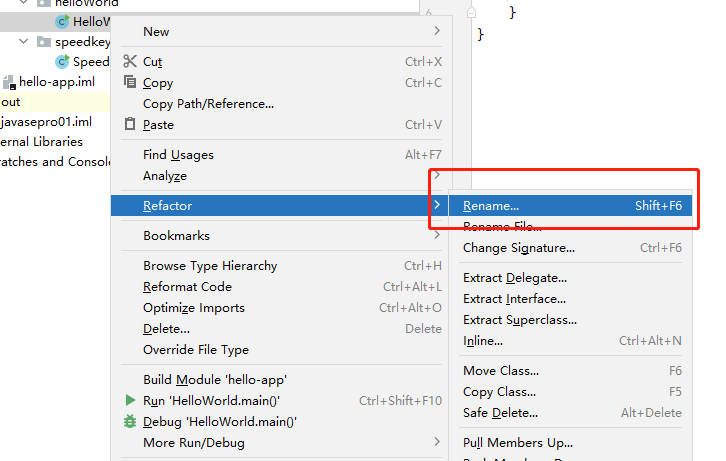 helloWorld
HelloW
speedkey
Speed
hello-app.iml
out
javasepro01.iml
ernal Libraries
ratches and Console
6
}
}
New
Cut Ctrl+X
Copy Ctrl+C
Copy Path/Reference...
Paste Ctrl+V
Find Usages Alt+F7
Analyze
Refactor
Bookmarks
Browse Type Hierarchy Ctrl+H
Reformat Code Ctrl+Alt+L
Optimize Imports Ctrl+Alt+O
Delete... Delete
Override File Type
Build Module 'hello-app'
Run 'HelloWorld.main()' Ctrl+Shift+F10
Debug 'HelloWorld.main()'
More Run/Debug
Rename... Shift+F6
Rename File...
Change Signature... Ctrl+F6
Extract Delegate...
Extract Interface...
Extract Superclass...
Inline... Ctrl+Alt+N
Move Class... F6
Copy Class... F5
Safe Delete... Alt+Delete
Pull Members Up...